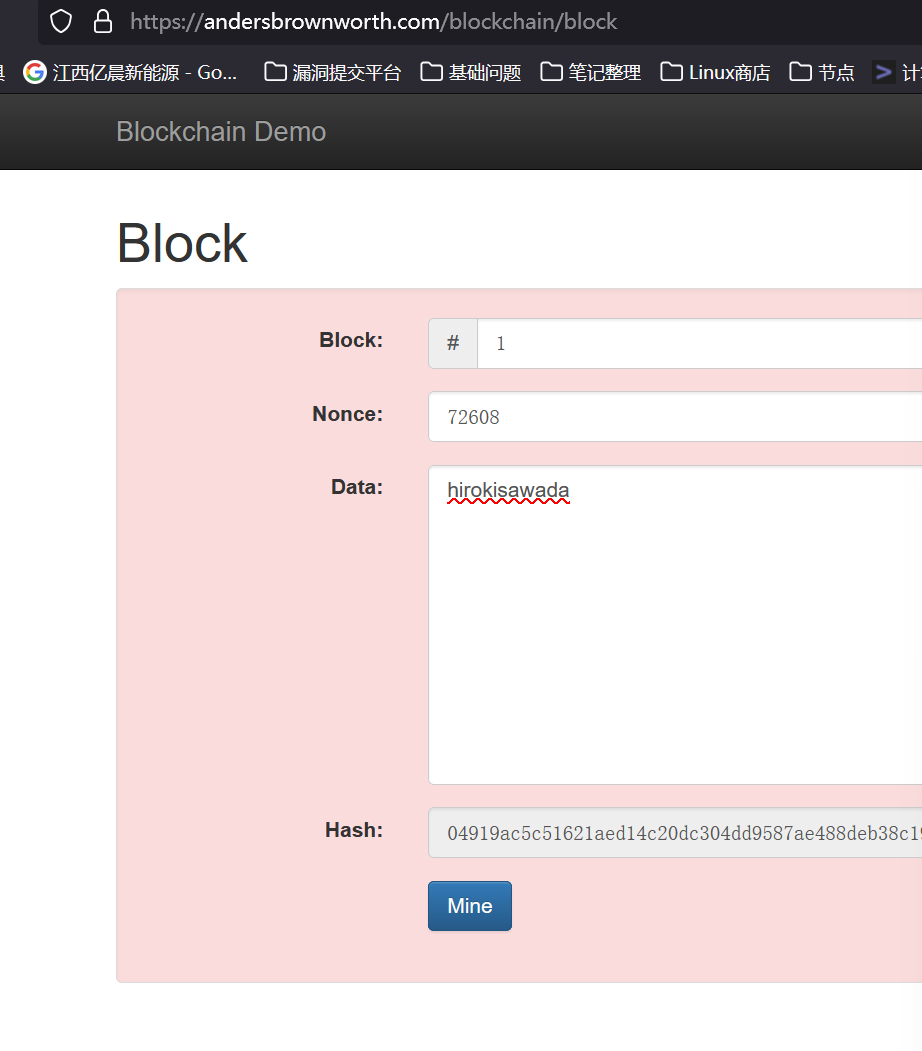 https://andersbrownworth.com/blockchain/block
江西亿晨新能源 - Go... 漏洞提交平台 基础问题 笔记整理 Linux商店 节点
Blockchain Demo
Block
Block: # 1
Nonce: 72608
Data: hirokisawada
Hash: 04919ac5c51621aed14c20dc304dd9587ae488deb38c19
Mine